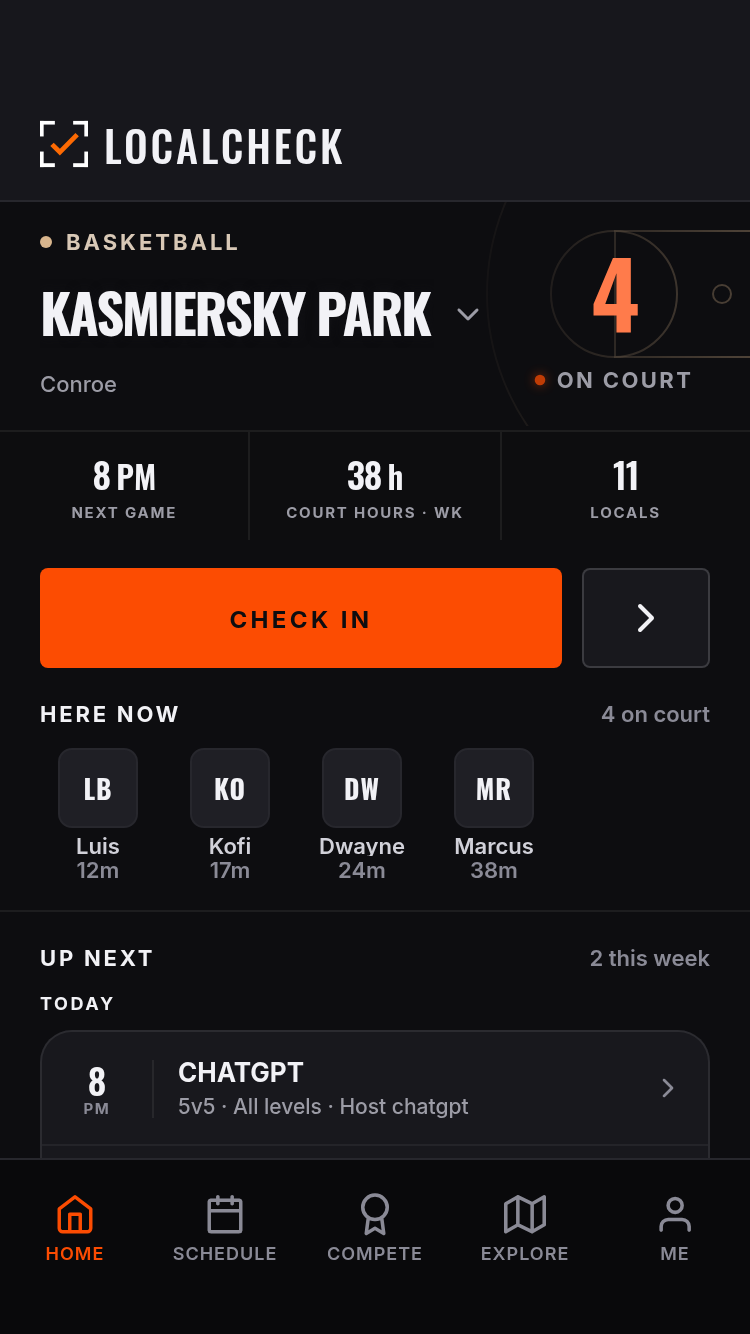 LOCALCHECK
BASKETBALL
KASMIERSKY PARK
Conroe
4
ON COURT
8 PM
NEXT GAME
38 h
COURT HOURS · WK
11
LOCALS
CHECK IN
HERE NOW
4 on court
LB
KO
DW
MR
Luis
Kofi
Dwayne
Marcus
12m
17m
24m
38m
UP NEXT
2 this week
TODAY
8
PM
CHATGPT
5v5 · All levels · Host chatgpt
HOME
SCHEDULE
COMPETE
EXPLORE
ME